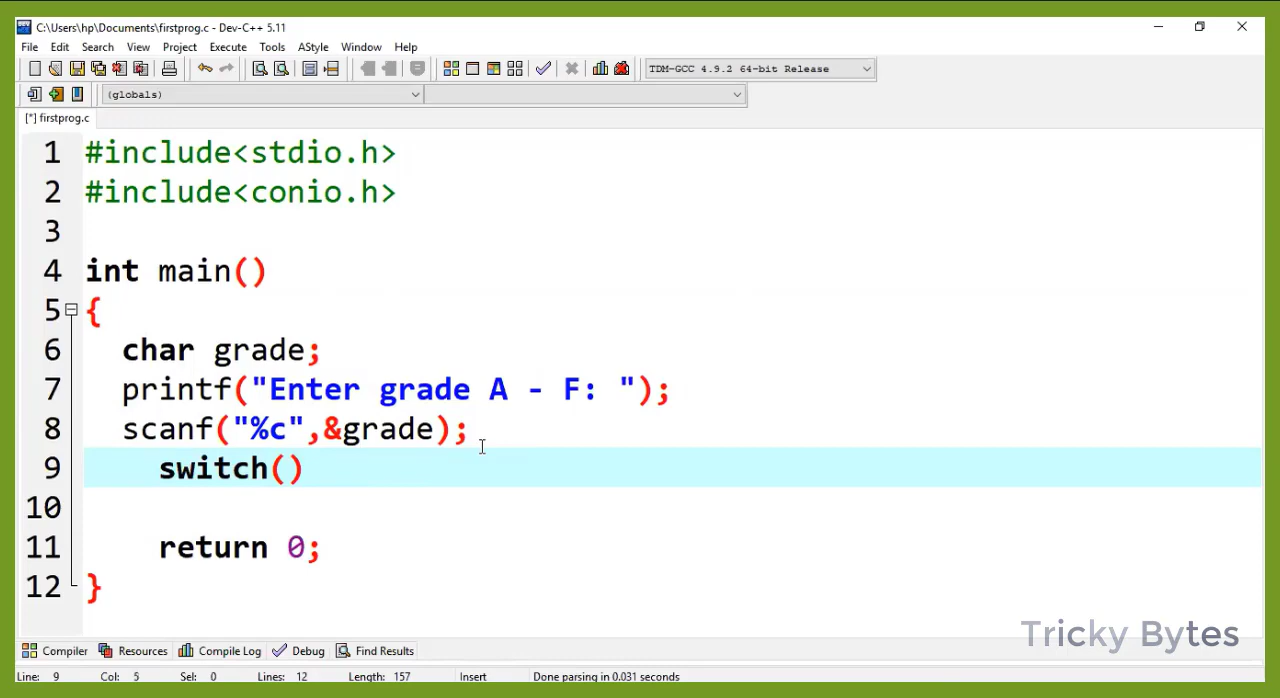 C:\Users\hp\Documents\firstprog.c - Dev-C++ 5.11
File Edit Search View Project Execute Tools AStyle Window Help
TDM-GCC 4.9.2 64-bit Release
(globals)
[*] firstprog.c
1 #include<stdio.h>
2 #include<conio.h>
3
4 int main()
5 {
6 char grade;
7 printf("Enter grade A - F: ");
8 scanf("%c",&grade);
9 switch()
10
11 return 0;
12 }
Tricky Bytes
Compiler Resources Compile Log Debug Find Results
Line: 9 Col: 5 Sel: 0 Lines: 12 Length: 157 Insert Done parsing in 0.031 seconds